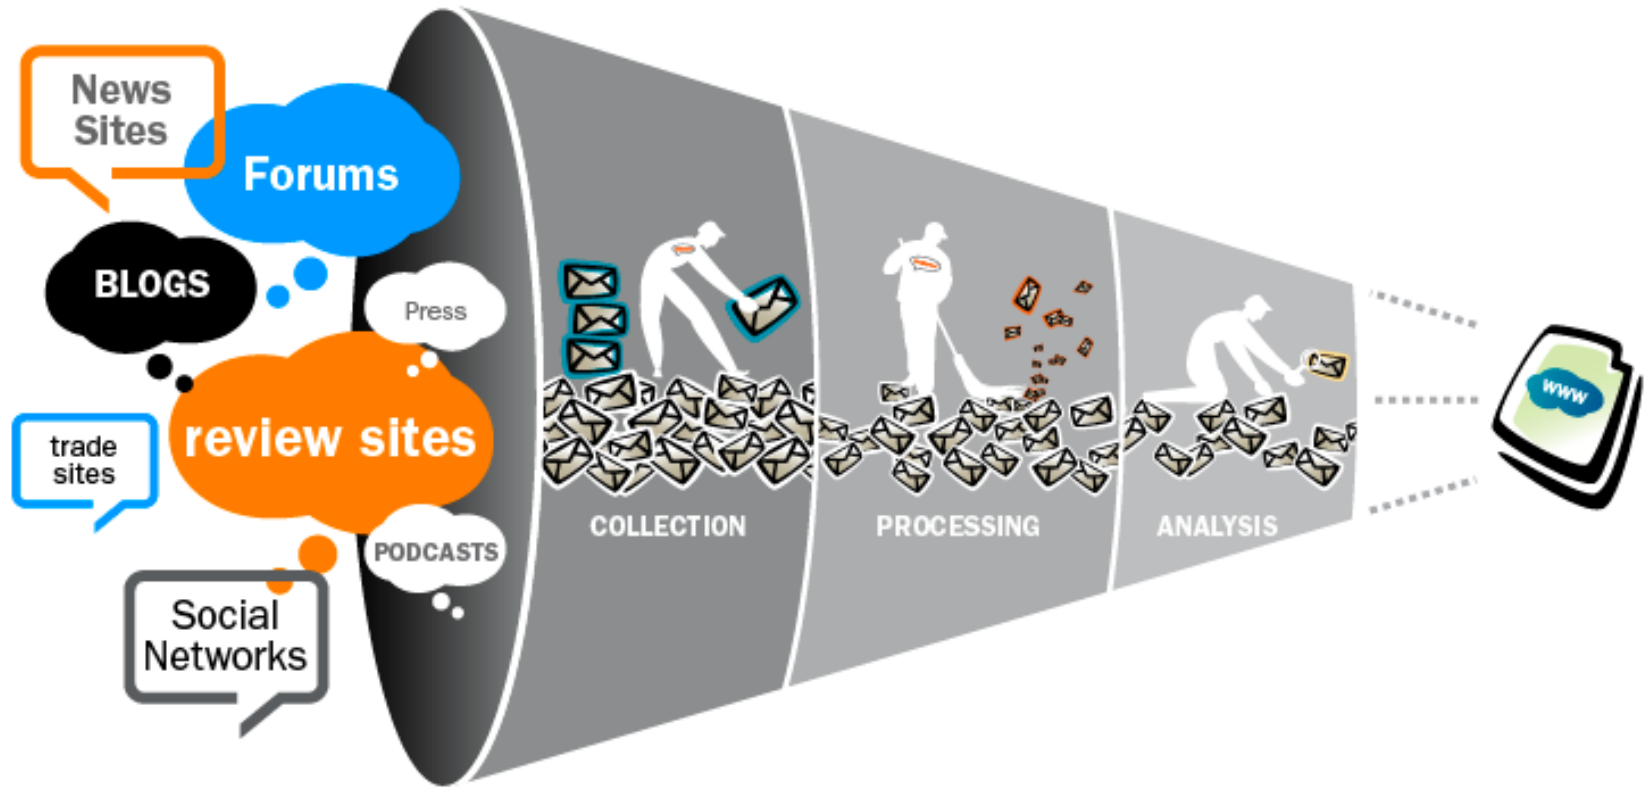 News
Sites
Forums
BLOGS
Press
review sites
trade
sites
PODCASTS
Social
Networks
COLLECTION
PROCESSING
ANALYSIS
WWW